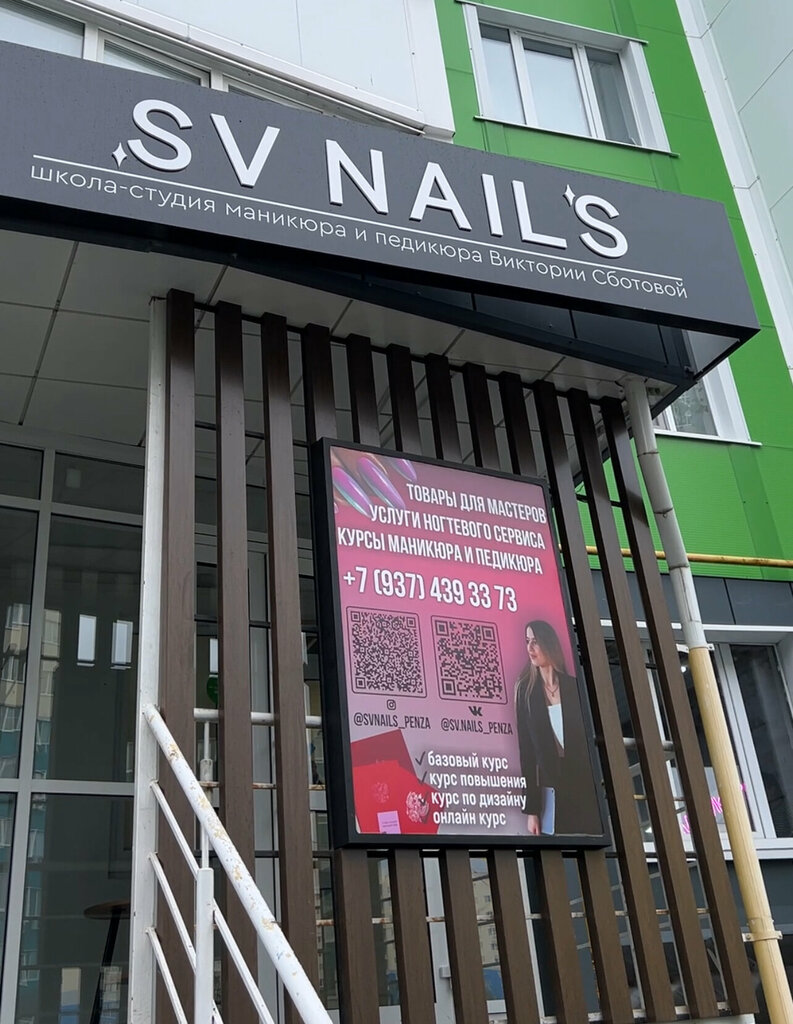 SV NAIL'S
школа-студия маникюра и педикюра Виктории Сботовой
ТОВАРЫ ДЛЯ МАСТЕРОВ
УСЛУГИ НОГТЕВОГО СЕРВИСА
КУРСЫ МАНИКЮРА И ПЕДИКЮРА
+7 (937) 439 33 73
@SVNAILS_PENZA
@SV.NAILS_PENZA
базовый курс
курс повышения
курс по дизайну
онлайн курс